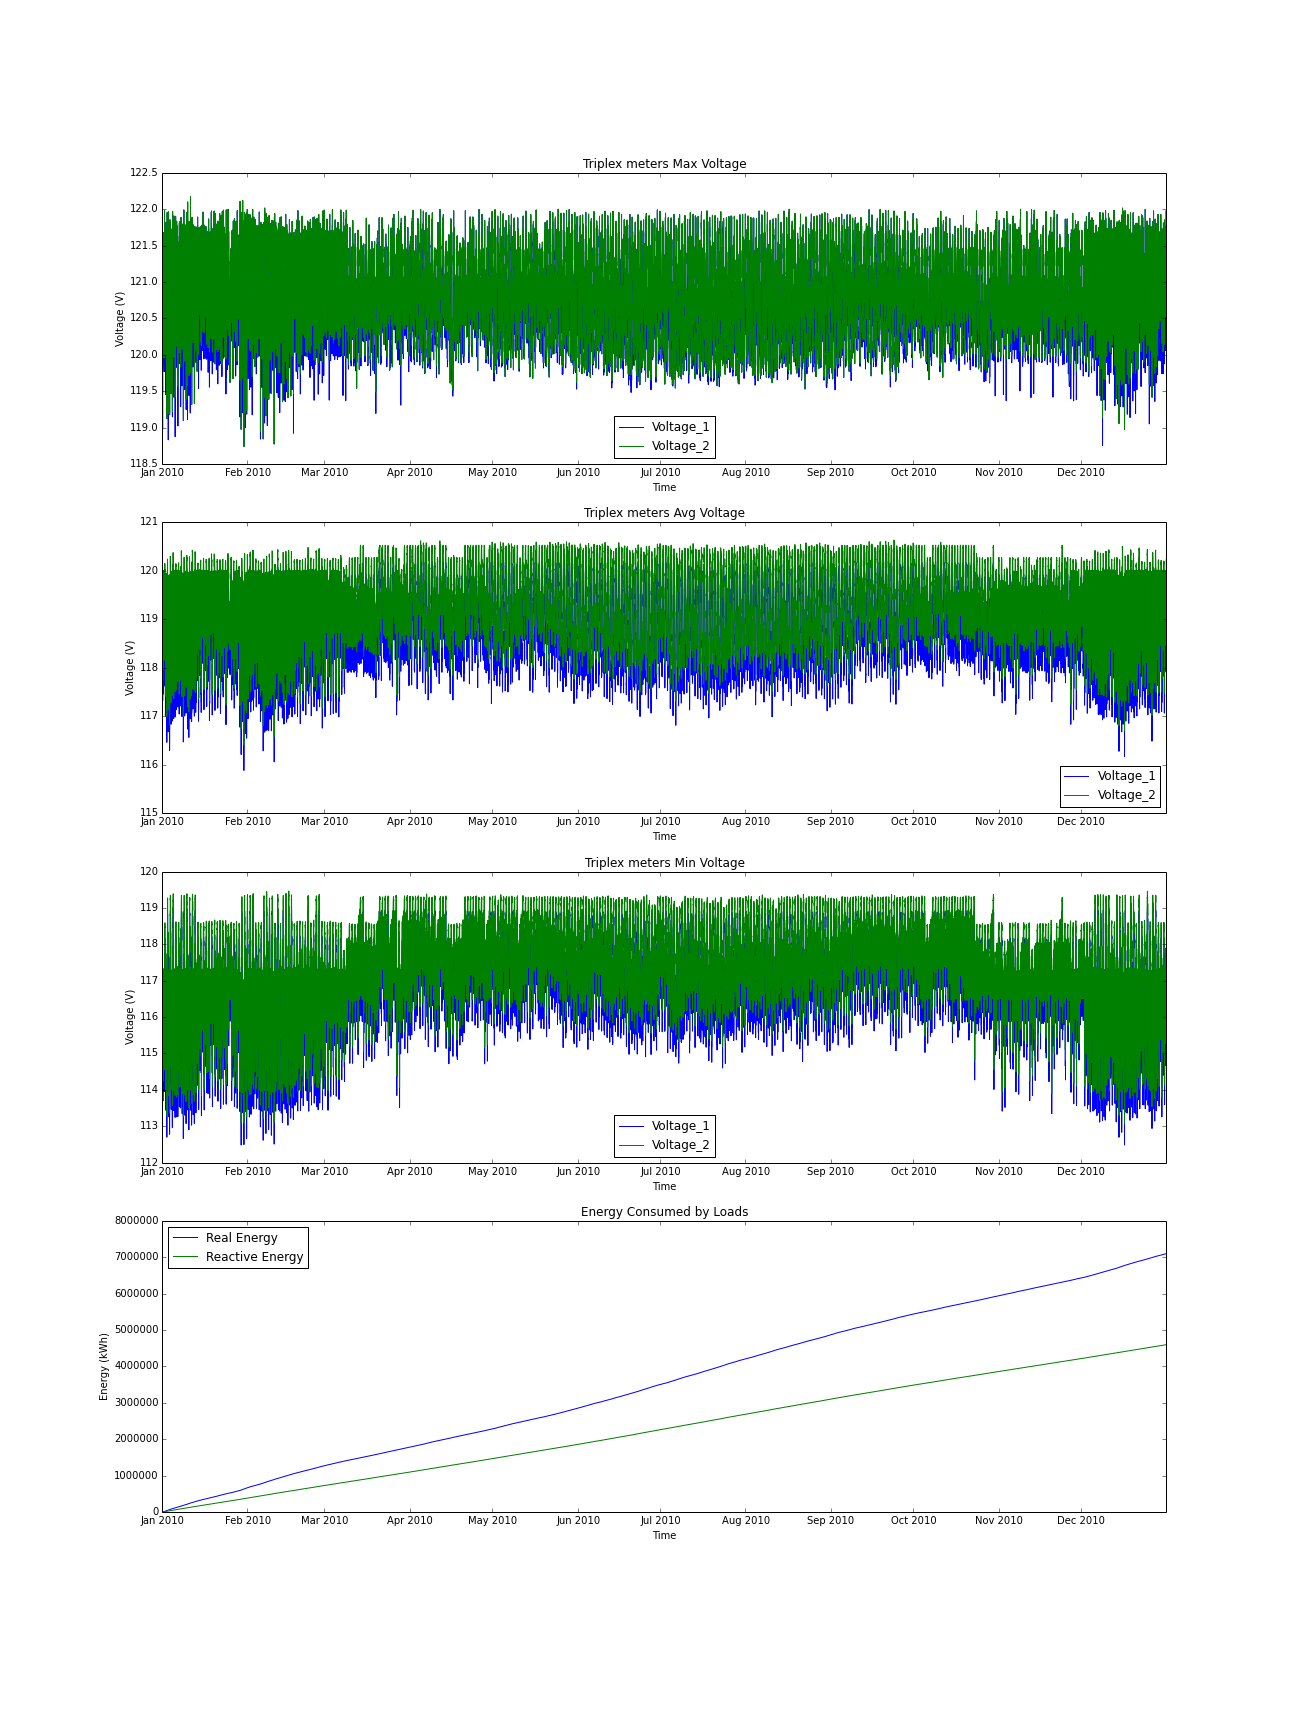 Triplex meters Max Voltage
122.5
122.0
121.5
121.0
120.5
120.0
119.5
119.0
118.5
Voltage (V)
Voltage_1
Voltage_2
Jan 2010 Feb 2010 Mar 2010 Apr 2010 May 2010 Jun 2010 Jul 2010 Aug 2010 Sep 2010 Oct 2010 Nov 2010 Dec 2010
Time
Triplex meters Avg Voltage
121
120
119
118
117
116
115
Voltage (V)
Voltage_1
Voltage_2
Jan 2010 Feb 2010 Mar 2010 Apr 2010 May 2010 Jun 2010 Jul 2010 Aug 2010 Sep 2010 Oct 2010 Nov 2010 Dec 2010
Time
Triplex meters Min Voltage
120
119
118
117
116
115
114
113
112
Voltage (V)
Voltage_1
Voltage_2
Jan 2010 Feb 2010 Mar 2010 Apr 2010 May 2010 Jun 2010 Jul 2010 Aug 2010 Sep 2010 Oct 2010 Nov 2010 Dec 2010
Time
Energy Consumed by Loads
8000000
7000000
6000000
5000000
4000000
3000000
2000000
1000000
0
Energy (kWh)
Real Energy
Reactive Energy
Jan 2010 Feb 2010 Mar 2010 Apr 2010 May 2010 Jun 2010 Jul 2010 Aug 2010 Sep 2010 Oct 2010 Nov 2010 Dec 2010
Time